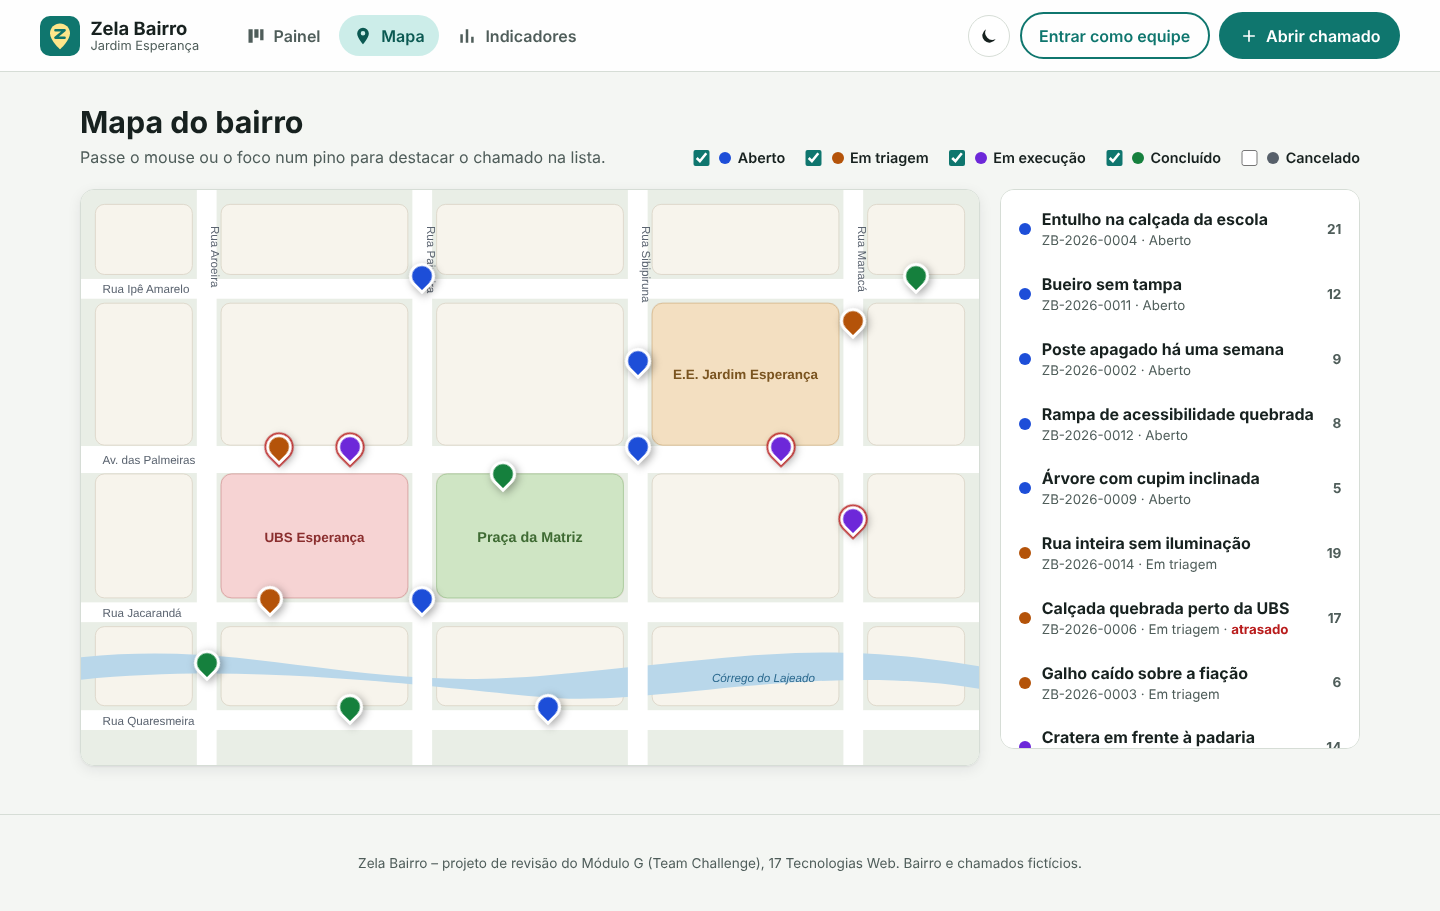 Zela Bairro
Jardim Esperança
Painel
Mapa
Indicadores
Entrar como equipe
+ Abrir chamado
Mapa do bairro
Passe o mouse ou o foco num pino para destacar o chamado na lista.
Aberto
Em triagem
Em execução
Concluído
Cancelado
Rua Aroeira
Rua Sibipiruna
Rua Manacá
Rua Ipê Amarelo
E.E. Jardim Esperança
Av. das Palmeiras
UBS Esperança
Praça da Matriz
Rua Jacarandá
Córrego do Lajeado
Rua Quaresmeira
Entulho na calçada da escola
ZB-2026-0004 · Aberto
21
Bueiro sem tampa
ZB-2026-0011 · Aberto
12
Poste apagado há uma semana
ZB-2026-0002 · Aberto
9
Rampa de acessibilidade quebrada
ZB-2026-0012 · Aberto
8
Árvore com cupim inclinada
ZB-2026-0009 · Aberto
5
Rua inteira sem iluminação
ZB-2026-0014 · Em triagem
19
Calçada quebrada perto da UBS
ZB-2026-0006 · Em triagem · atrasado
17
Galho caído sobre a fiação
ZB-2026-0003 · Em triagem
6
Cratera em frente à padaria
14
Zela Bairro – projeto de revisão do Módulo G (Team Challenge), 17 Tecnologias Web. Bairro e chamados fictícios.